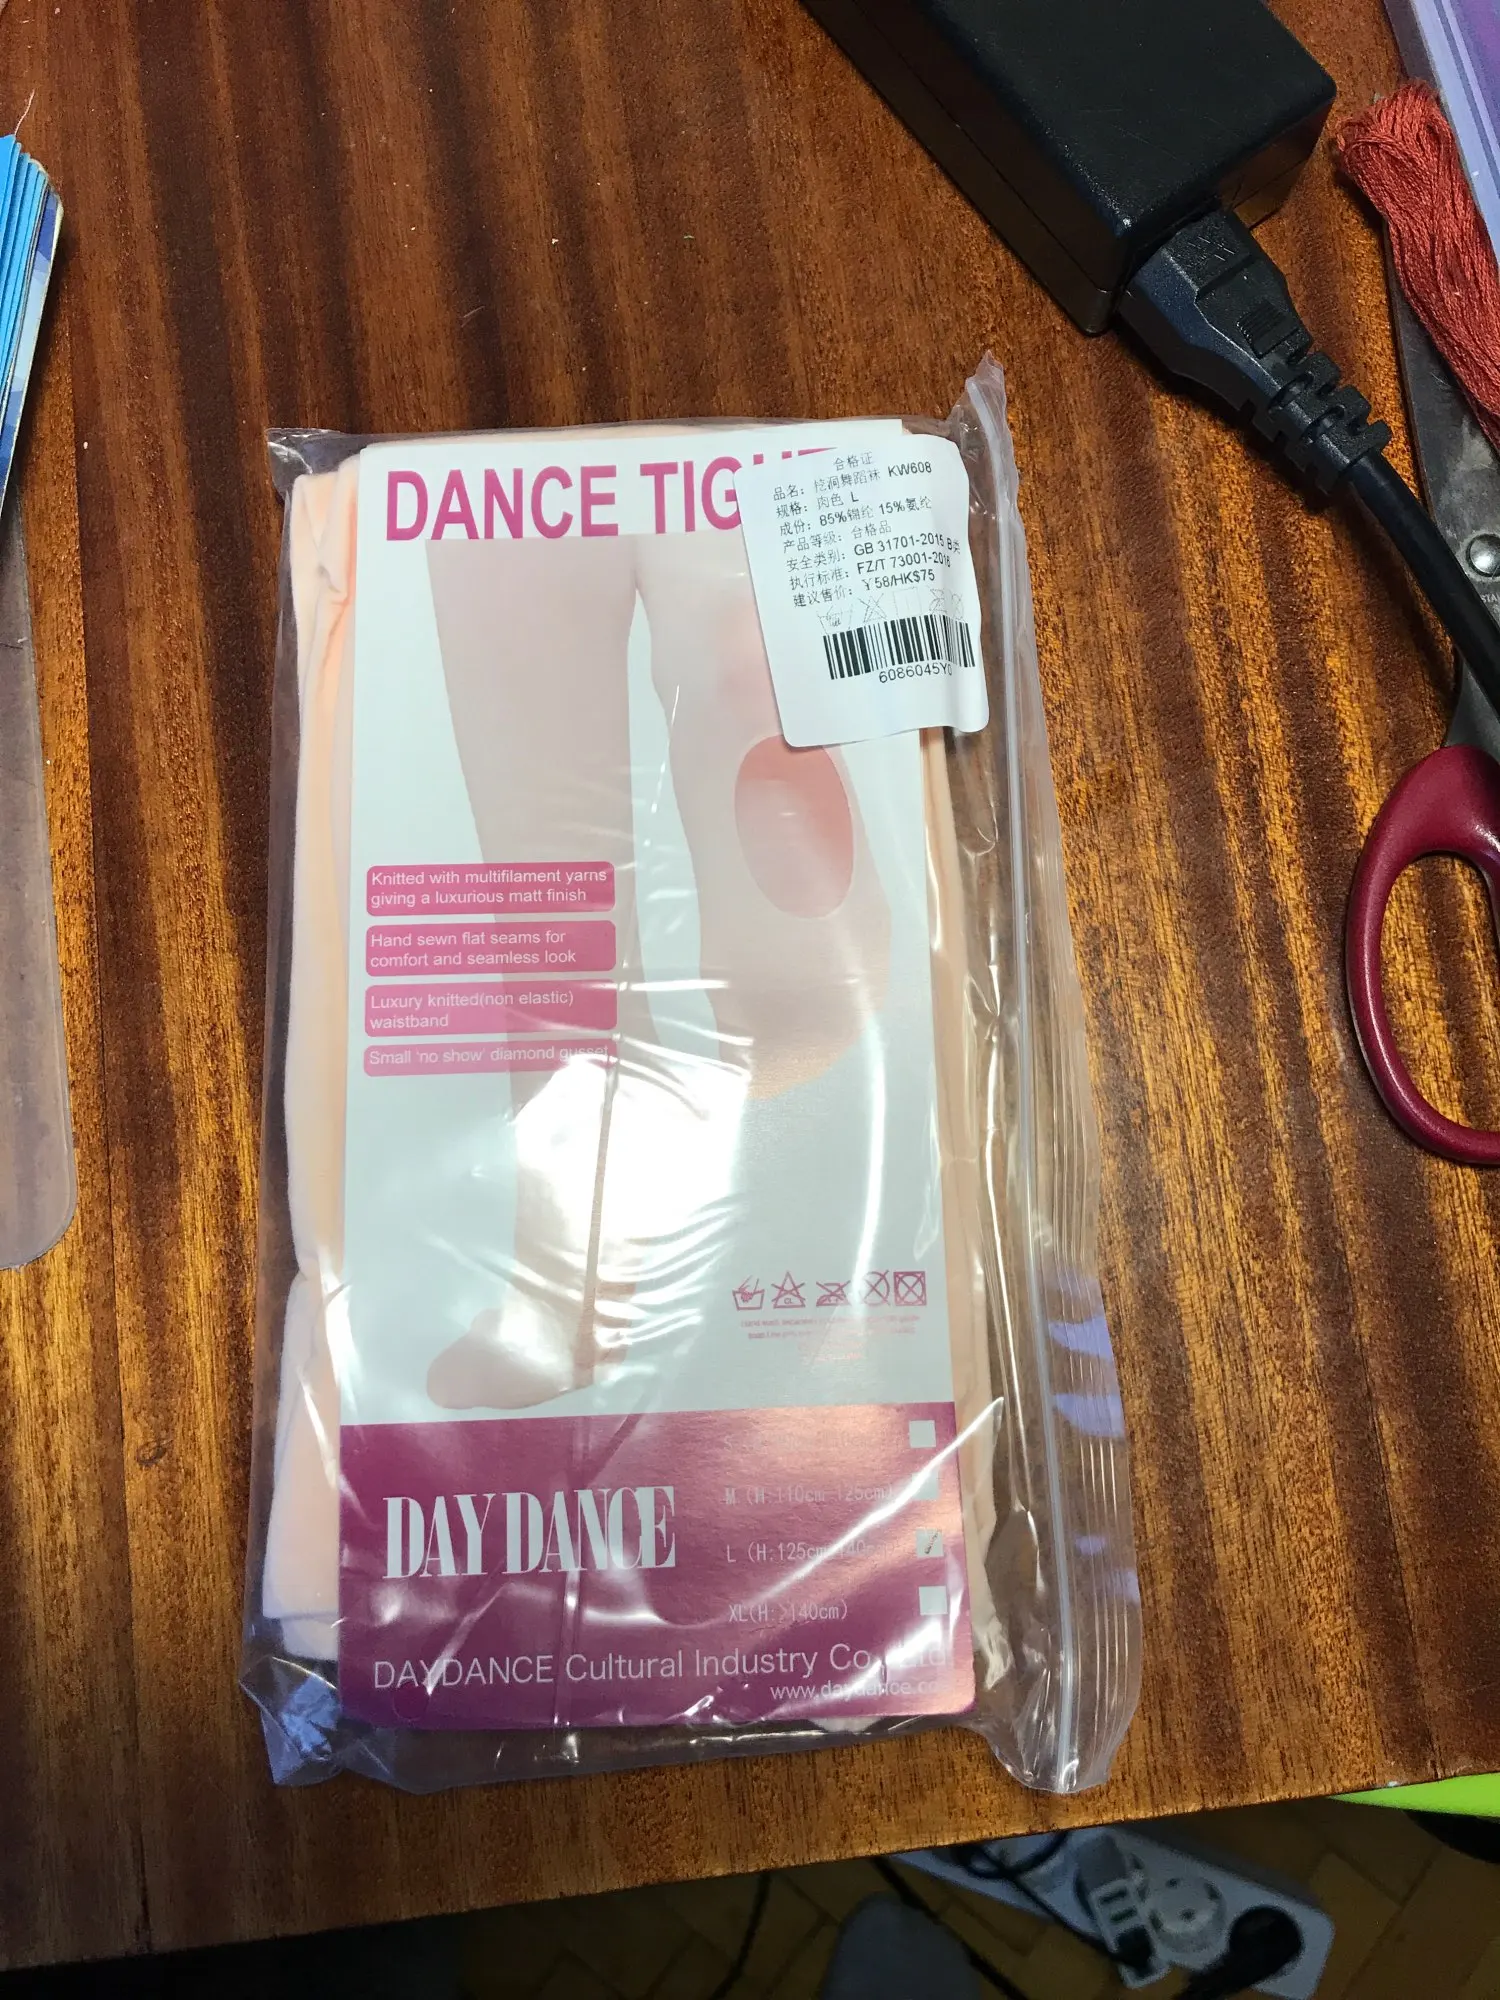 DANCE TIG
合格证
品名：挖洞舞蹈袜 KW608
规格：肉色 L
成份：85%锦纶 15%氨纶
产品等级：合格品
安全类别：GB 31701-2015 B类
执行标准：FZ/T 73001-2016
建议售价：￥58/HK$75
6086045Y0
Knitted with multifilament yarns
giving a luxurious matt finish
Hand sewn flat seams for
comfort and seamless look
Luxury knitted(non elastic)
waistband
Small 'no show' diamond gusset
DAY DANCE
M (H:110cm-125cm)
L (H:125cm-140cm)
XL(H:>140cm)
DAYDANCE Cultural Industry Co.,Ltd
www.daydance.co